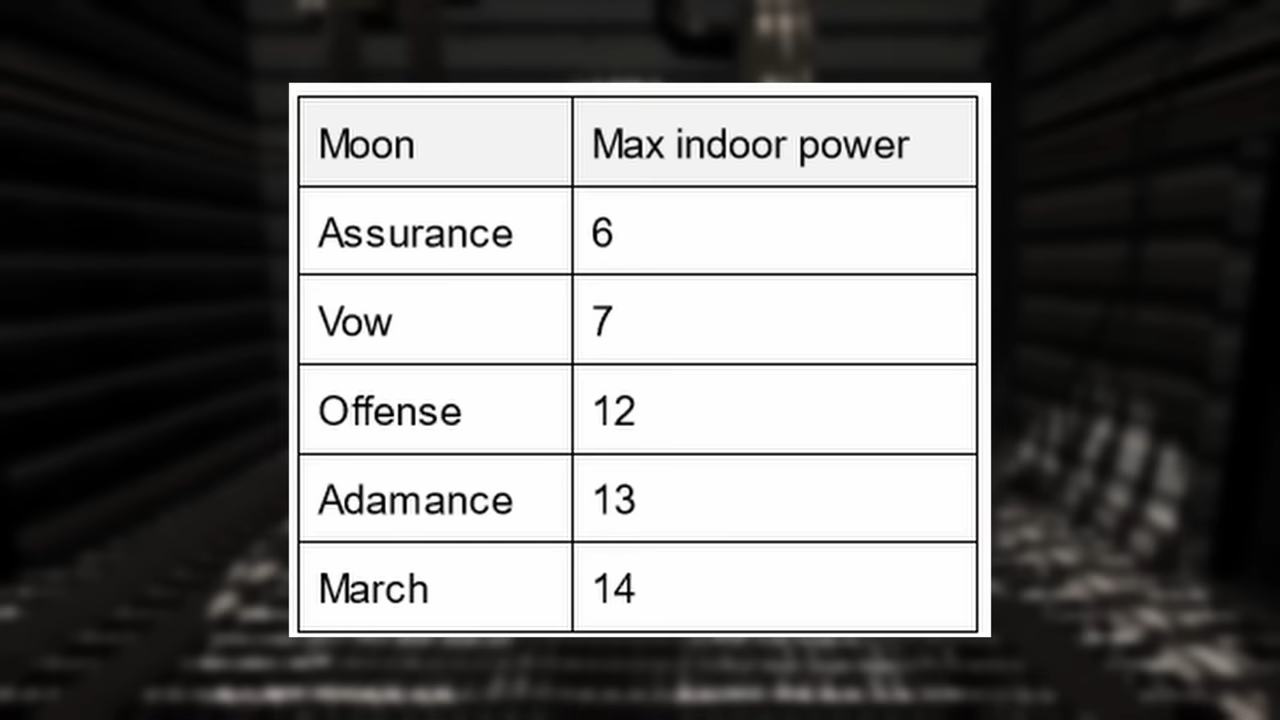 Moon Max indoor power
Assurance 6
Vow 7
Offense 12
Adamance 13
March 14